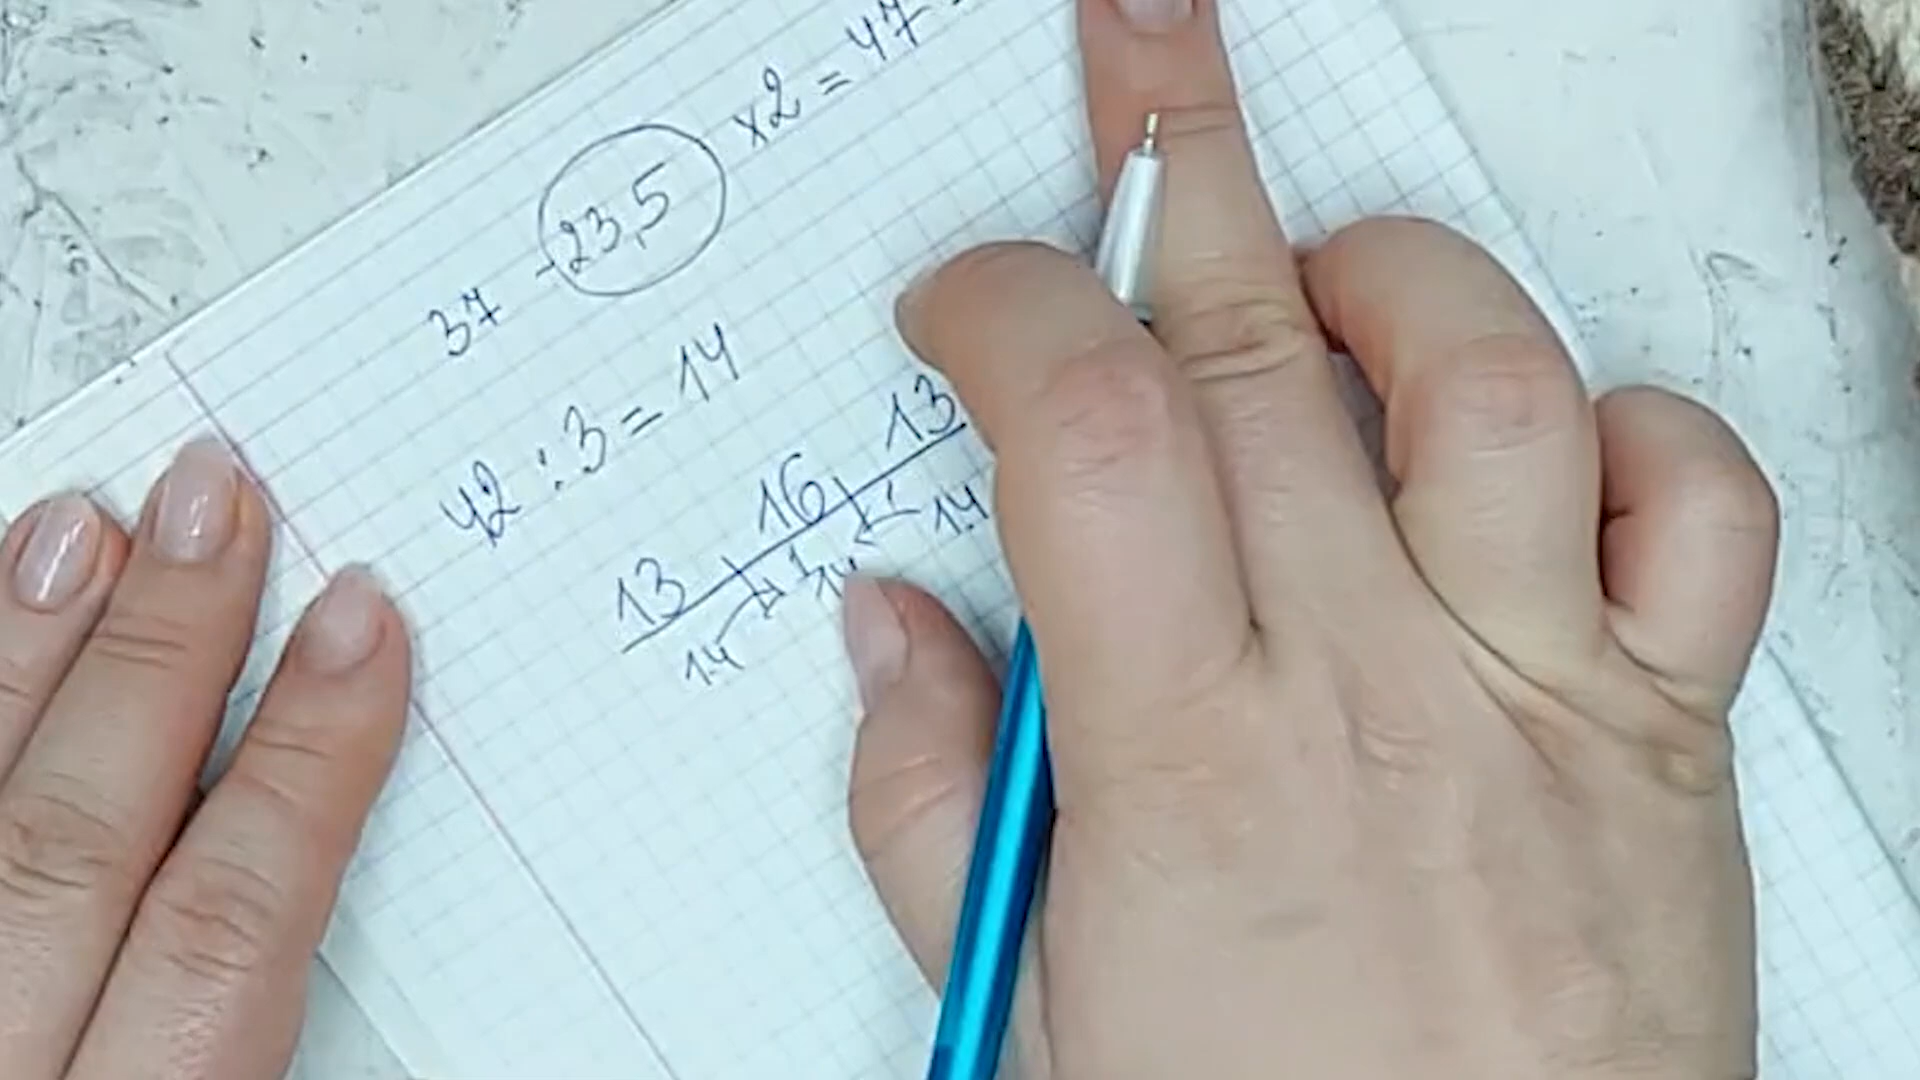 37 - 23,5 x2 = 47
42 : 3 = 14
13 16 13
14 14 14